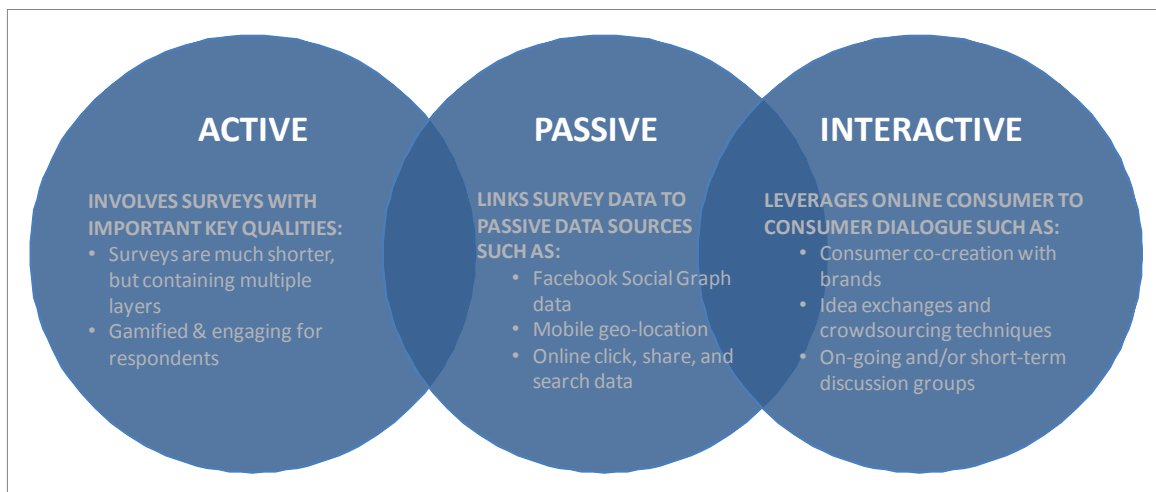 ACTIVE
INVOLVES SURVEYS WITH
IMPORTANT KEY QUALITIES:
• Surveys are much shorter,
but containing multiple
layers
• Gamified & engaging for
respondents
PASSIVE
LINKS SURVEY DATA TO
PASSIVE DATA SOURCES
SUCH AS:
• Facebook Social Graph
data
• Mobile geo-location
• Online click, share, and
search data
INTERACTIVE
LEVERAGES ONLINE CONSUMER TO
CONSUMER DIALOGUE SUCH AS:
• Consumer co-creation with
brands
• Idea exchanges and
crowdsourcing techniques
• On-going and/or short-term
discussion groups